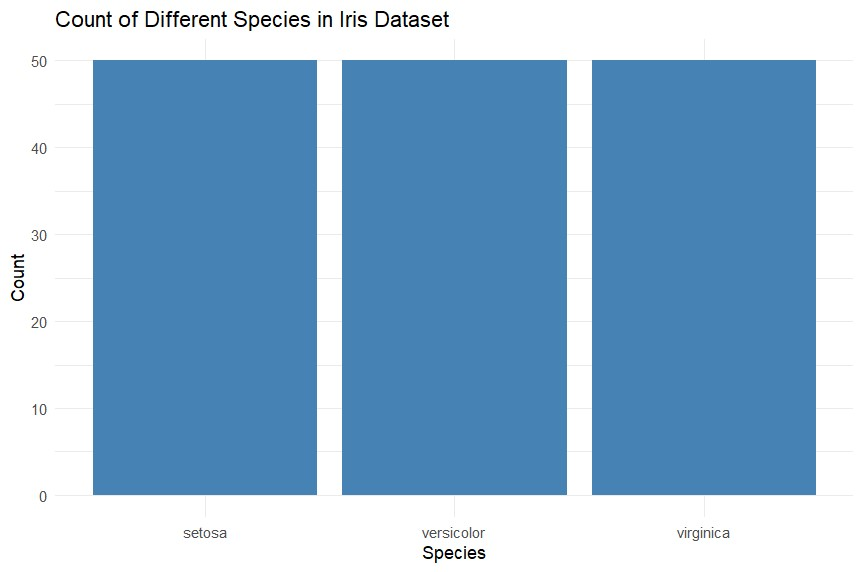 Count of Different Species in Iris Dataset
50
40
30
20
10
0
Count
setosa versicolor virginica
Species